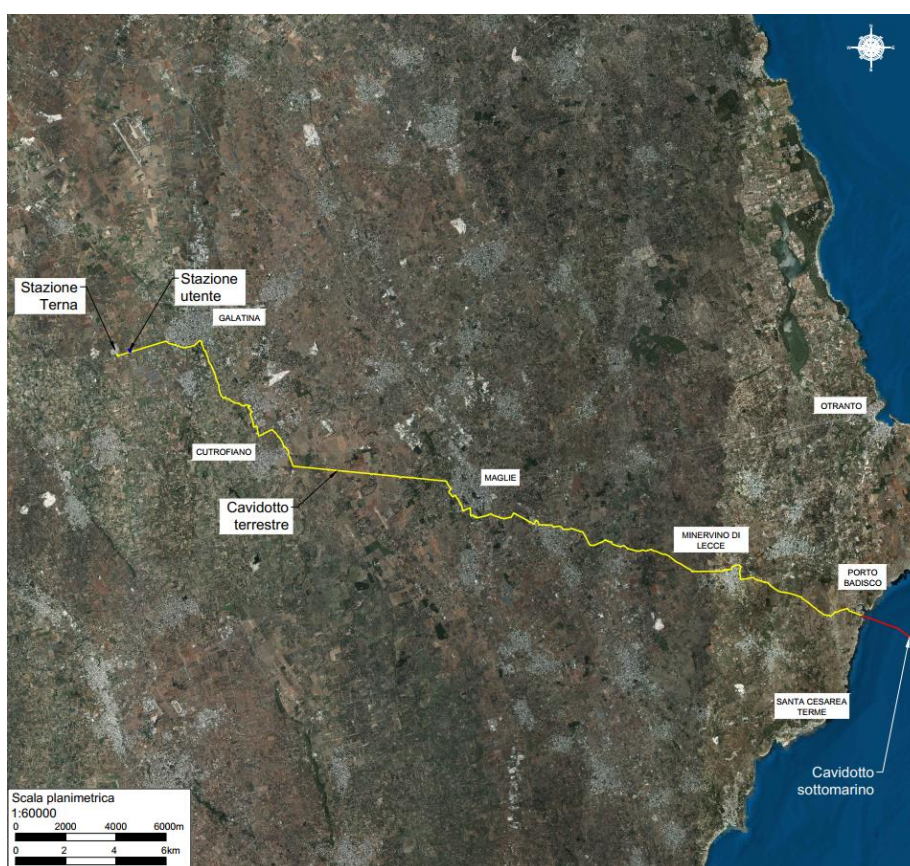 Stazione
Terna
Stazione
utente
GALATINA
OTRANTO
CUTROFIANO
MAGLIE
Cavidotto
terrestre
MINERVINO DI
LECCE
PORTO
BADISCO
SANTA CESAREA
TERME
Cavidotto
sottomarino
Scala planimetrica
1:60000
0 2000 4000 6000m
0 2 4 6km